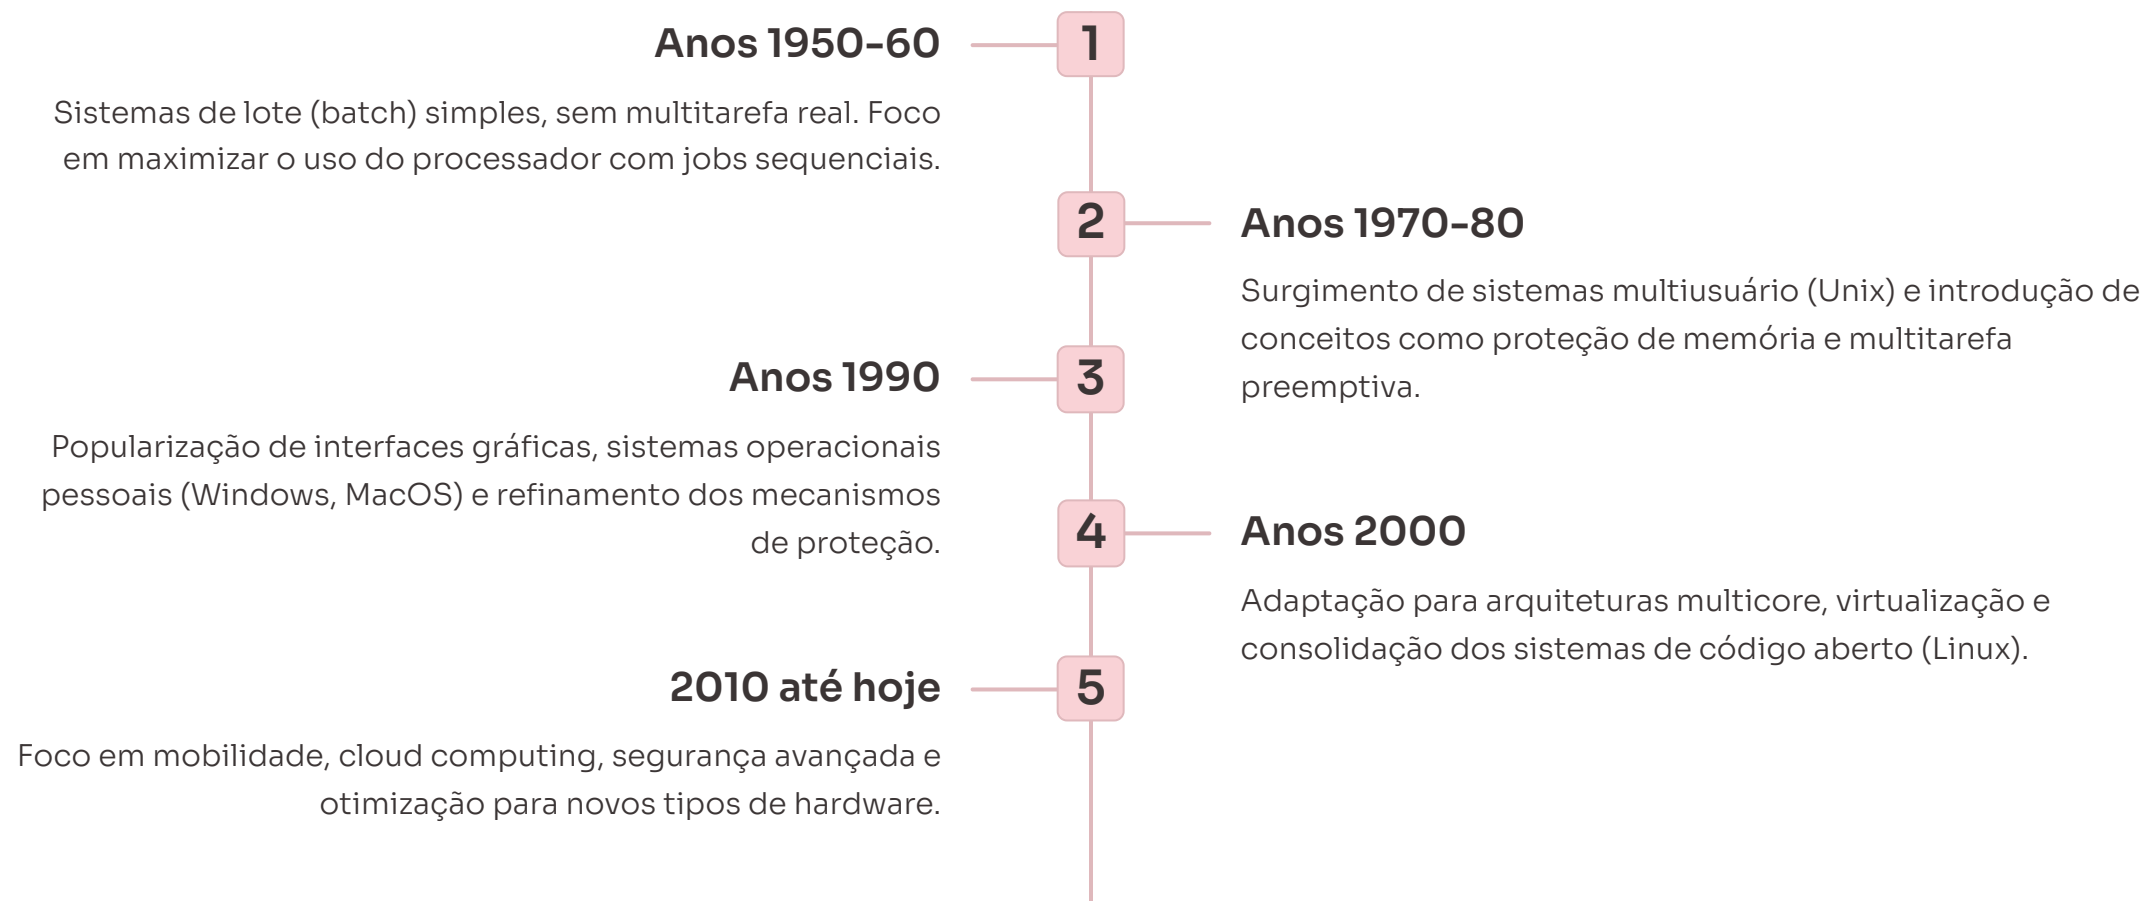 Anos 1950-60
1
Sistemas de lote (batch) simples, sem multitarefa real. Foco
em maximizar o uso do processador com jobs sequenciais.
2
Anos 1970-80
Surgimento de sistemas multiusuário (Unix) e introdução de
conceitos como proteção de memória e multitarefa
preemptiva.
Anos 1990
3
Popularização de interfaces gráficas, sistemas operacionais
pessoais (Windows, MacOS) e refinamento dos mecanismos
de proteção.
4
Anos 2000
Adaptação para arquiteturas multicore, virtualização e
consolidação dos sistemas de código aberto (Linux).
2010 até hoje
5
Foco em mobilidade, cloud computing, segurança avançada e
otimização para novos tipos de hardware.